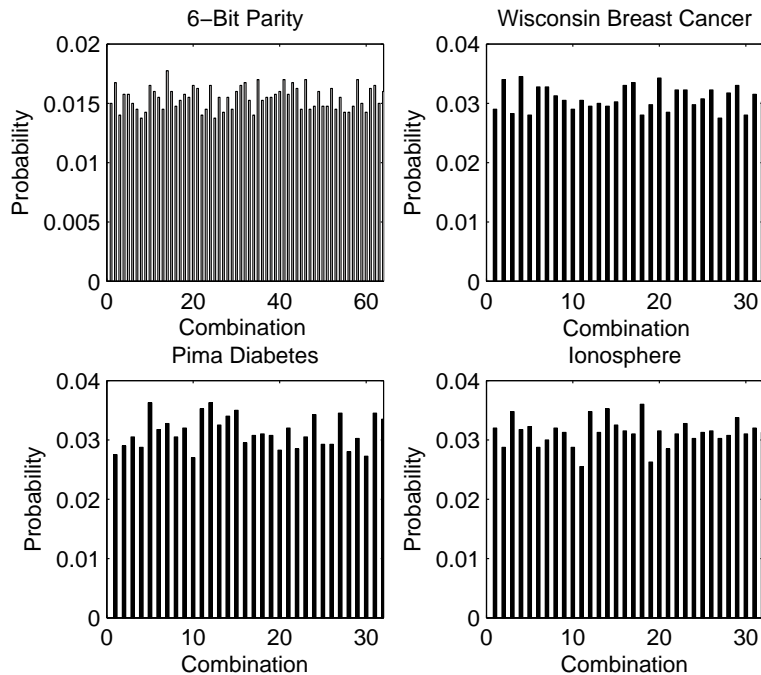 6−Bit Parity
Probability
0.02
0.015
0.01
0.005
0
0 20 40 60
Combination
Wisconsin Breast Cancer
Probability
0.04
0.03
0.02
0.01
0
0 10 20 30
Combination
Pima Diabetes
Probability
0.04
0.03
0.02
0.01
0
0 10 20 30
Combination
Ionosphere
Probability
0.04
0.03
0.02
0.01
0
0 10 20 30
Combination